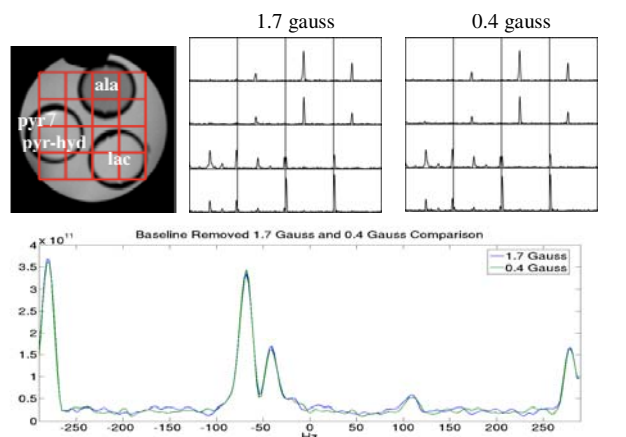 1.7 gauss
0.4 gauss
ala
pyr7
pyr-hyd
lac
× 10¹¹
Baseline Removed 1.7 Gauss and 0.4 Gauss Comparison
1.7 Gauss
0.4 Gauss
4
3.5
3
2.5
2
1.5
1
0.5
0
-250 -200 -150 -100 -50 0 50 100 150 200 250
Hz